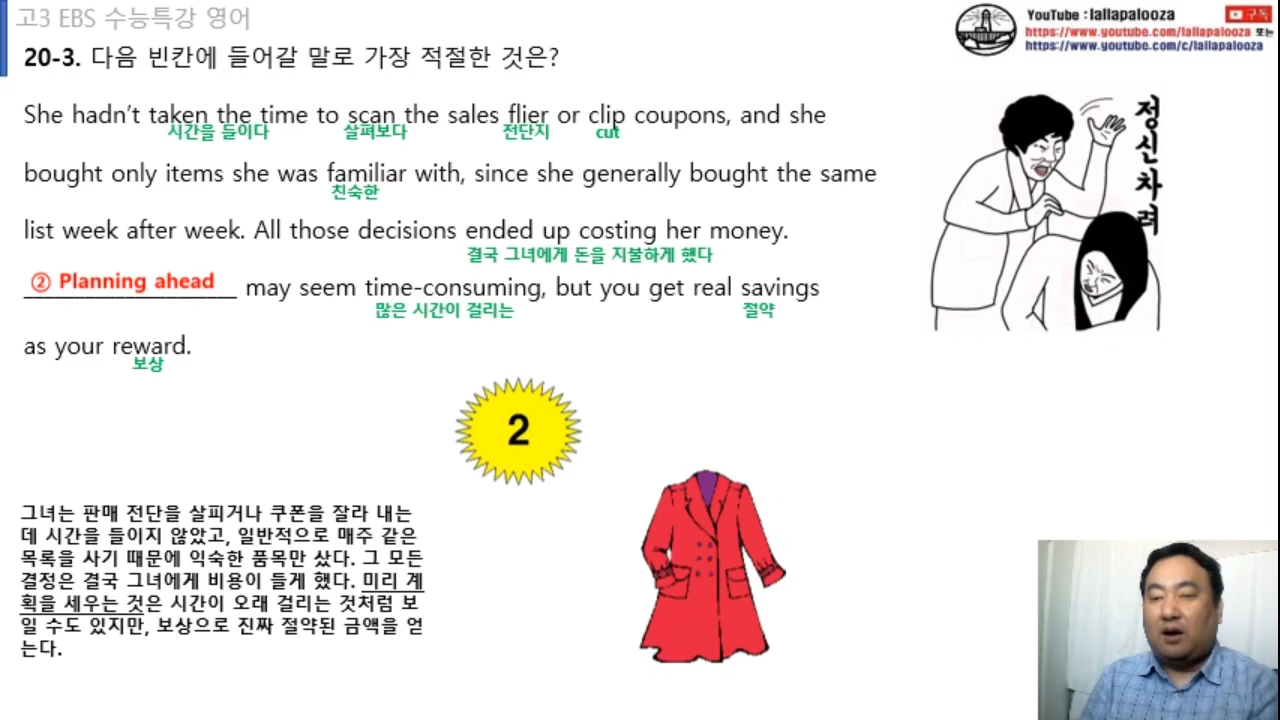 고3 EBS 수능특강 영어
YouTube : lallapalooza
구독
https://www.youtube.com/lallapalooza 또는
https://www.youtube.com/c/lallapalooza
20-3. 다음 빈칸에 들어갈 말로 가장 적절한 것은?
She hadn’t taken the time to scan the sales flier or clip coupons, and she
시간을 들이다 살펴보다 전단지 cut
bought only items she was familiar with, since she generally bought the same
친숙한
list week after week. All those decisions ended up costing her money.
결국 그녀에게 돈을 지불하게 했다
② Planning ahead may seem time-consuming, but you get real savings
많은 시간이 걸리는 절약
as your reward.
보상
정신차려
2
그녀는 판매 전단을 살피거나 쿠폰을 잘라 내는
데 시간을 들이지 않았고, 일반적으로 매주 같은
목록을 사기 때문에 익숙한 품목만 샀다. 그 모든
결정은 결국 그녀에게 비용이 들게 했다. 미리 계
획을 세우는 것은 시간이 오래 걸리는 것처럼 보
일 수도 있지만, 보상으로 진짜 절약된 금액을 얻
는다.